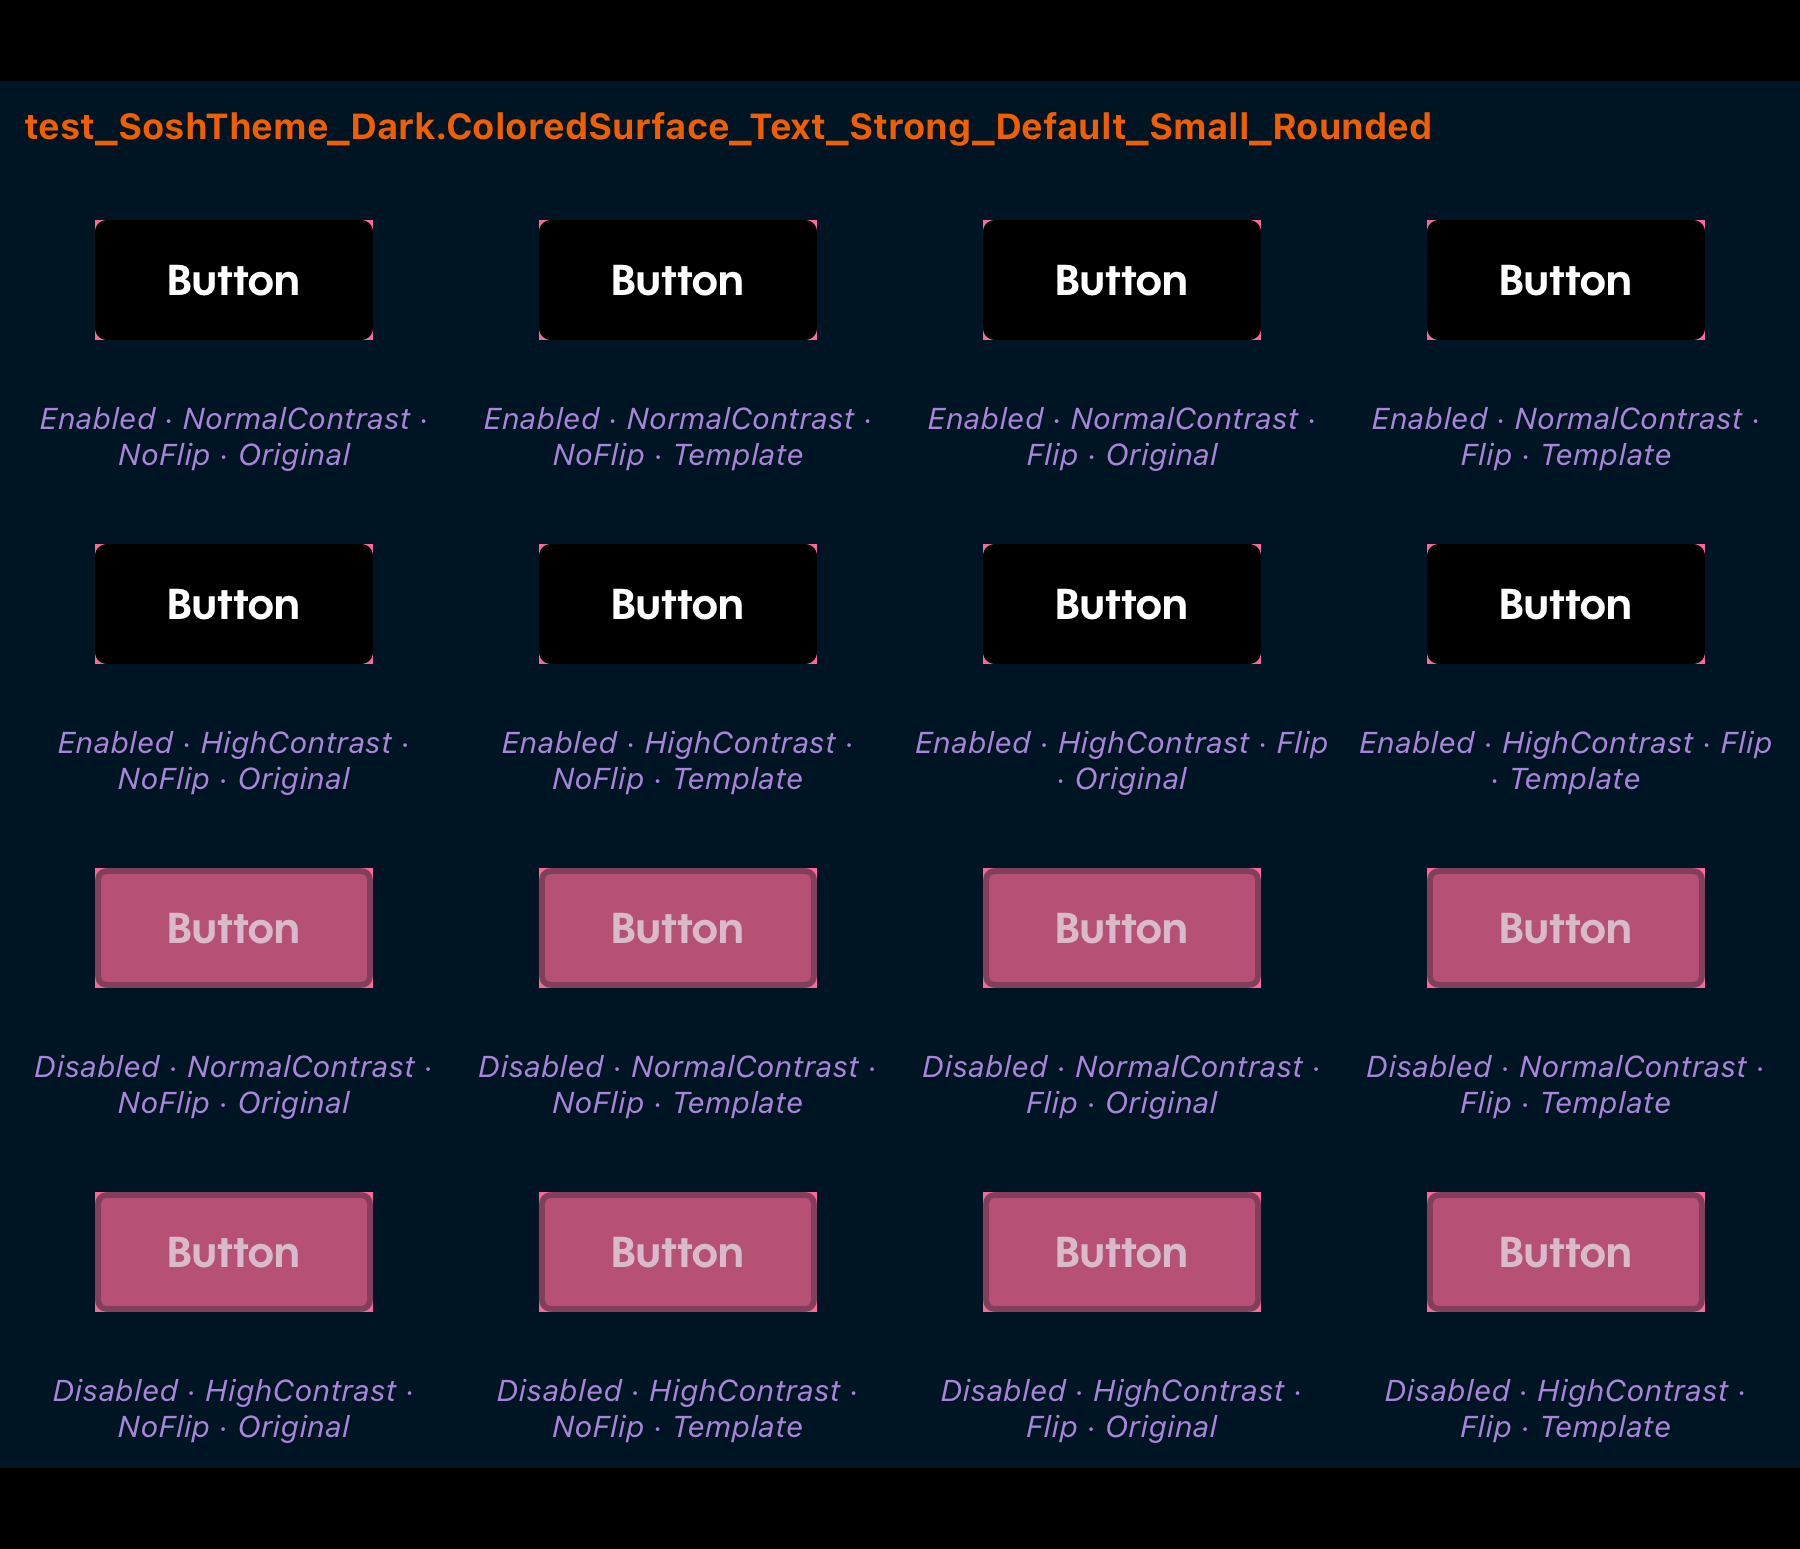 test_SoshTheme_Dark.ColoredSurface_Text_Strong_Default_Small_Rounded
Button Button Button Button
Enabled · NormalContrast · Enabled · NormalContrast · Enabled · NormalContrast · Enabled · NormalContrast ·
NoFlip · Original NoFlip · Template Flip · Original Flip · Template
Button Button Button Button
Enabled · HighContrast · Enabled · HighContrast · Enabled · HighContrast · Flip Enabled · HighContrast · Flip
NoFlip · Original NoFlip · Template · Original · Template
Button Button Button Button
Disabled · NormalContrast · Disabled · NormalContrast · Disabled · NormalContrast · Disabled · NormalContrast ·
NoFlip · Original NoFlip · Template Flip · Original Flip · Template
Button Button Button Button
Disabled · HighContrast · Disabled · HighContrast · Disabled · HighContrast · Disabled · HighContrast ·
NoFlip · Original NoFlip · Template Flip · Original Flip · Template